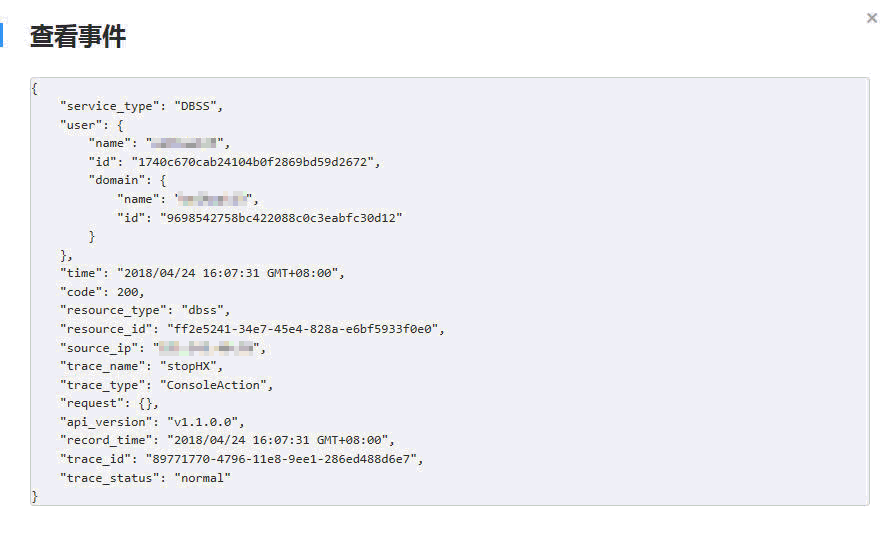 查看事件
{
"service_type": "DBSS",
"user": {
"name": "",
"id": "1740c670cab24104b0f2869bd59d2672",
"domain": {
"name": "",
"id": "9698542758bc422088c0c3eabfc30d12"
}
},
"time": "2018/04/24 16:07:31 GMT+08:00",
"code": 200,
"resource_type": "dbss",
"resource_id": "ff2e5241-34e7-45e4-828a-e6bf5933f0e0",
"source_ip": "",
"trace_name": "stopHX",
"trace_type": "ConsoleAction",
"request": {},
"api_version": "v1.1.0.0",
"record_time": "2018/04/24 16:07:31 GMT+08:00",
"trace_id": "89771770-4796-11e8-9ee1-286ed488d6e7",
"trace_status": "normal"
}